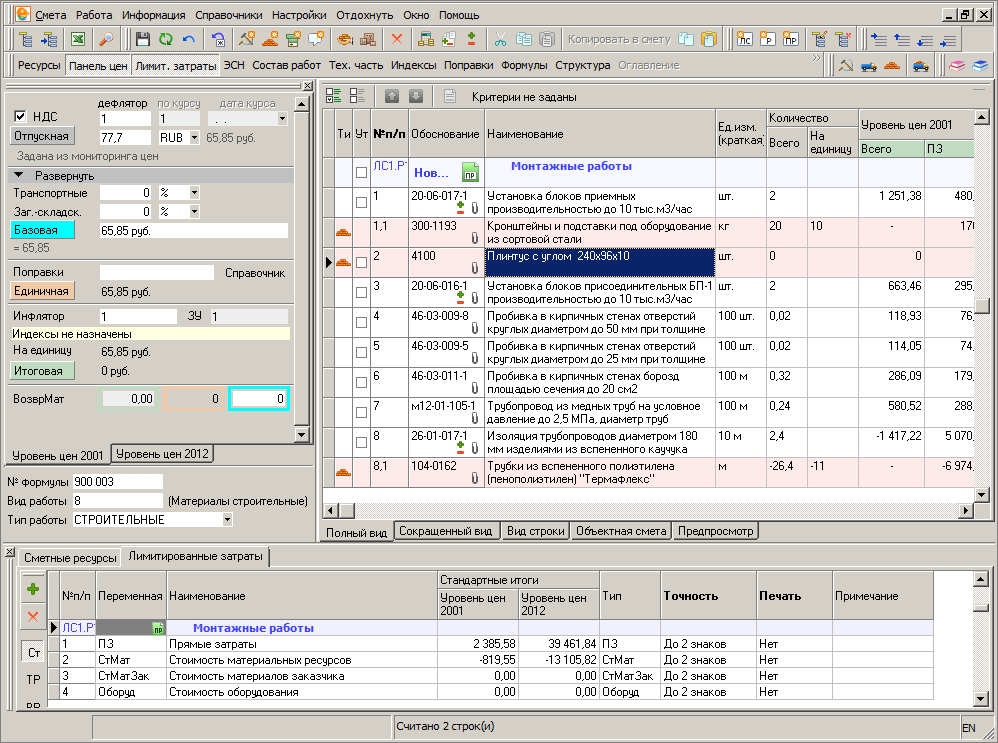 Смета Работа Информация Справочники Настройки Отдохнуть Окно Помощь
Копировать в смету
Ресурсы Панель цен Лимит. затраты ЭСН Состав работ Тех. часть Индексы Поправки Формулы Структура Оглавление
дефлятор по курсу дата курса
НДС 1 1 . .
Отпускная 77,7 RUB 65,85 руб.
Задана из мониторинга цен
Развернуть
Транспортные 0 %
Заг.-складск. 0 %
Базовая 65,85 руб.
= 65,85
Поправки Справочник
Единичная 65,85 руб.
Инфлятор 1 ЗУ 1
Индексы не назначены
На единицу 65,85 руб.
Итоговая 0 руб.
ВозврМат 0,00 0 0
Уровень цен 2001 Уровень цен 2012
№ Формулы 900 003
Вид работы 8 (Материалы строительные)
Тип работы СТРОИТЕЛЬНЫЕ
Критерии не заданы
Ти Ут №п/п Обоснование Наименование Ед.изм. (краткая) Количество Уровень цен 2001
Всего На единицу Всего ПЗ
ЛС1.Р Нов... ПР Монтажные работы
1 20-06-017-1 Установка блоков приемных шт. 2 1 251,38 480,
производительностью до 10 тыс.м3/час
1,1 300-1193 Кронштейны и подставки под оборудование кг 20 10 - 170
из сортовой стали
2 4100 Плинтус с углом 240х96х10 шт. 0 0
3 20-06-016-1 Установка блоков присоединительных БП-1 шт. 2 663,46 295,
производительностью до 10 тыс.м3/час
4 46-03-009-8 Пробивка в кирпичных стенах отверстий 100 шт. 0,02 118,93 76,
круглых диаметром до 50 мм при толщине
5 46-03-009-5 Пробивка в кирпичных стенах отверстий 100 шт. 0,02 114,05 74,
круглых диаметром до 25 мм при толщине
6 46-03-011-1 Пробивка в кирпичных стенах борозд 100 м 0,32 286,09 179,
площадью сечения до 20 см2
7 м12-01-105-1 Трубопровод из медных труб на условное 100 м 0,24 580,52 288,
давление до 2,5 МПа, диаметр труб
8 26-01-017-1 Изоляция трубопроводов диаметром 180 10 м 2,4 -1 417,22 5 070,
мм изделиями из вспененного каучука
8,1 104-0162 Трубки из вспененного полиэтилена м -26,4 -11 - -6 974,
(пенополиэтилен) "Термафлекс"
Полный вид Сокращенный вид Вид строки Объектная смета Предпросмотр
Сметные ресурсы Лимитированные затраты
№п/п Переменная Наименование Стандартные итоги Тип Точность Печать Примечание
Уровень цен 2001 Уровень цен 2012
ЛС1.Р ПР Монтажные работы
1 ПЗ Прямые затраты 2 385,58 39 461,84 ПЗ До 2 знаков Нет
2 СтМат Стоимость материальных ресурсов -819,55 -13 105,82 СтМат До 2 знаков Нет
3 СтМатЗак Стоимость материалов заказчика 0,00 0,00 СтМатЗак До 2 знаков Нет
4 Оборуд Стоимость оборудования 0,00 0,00 Оборуд До 2 знаков Нет
Ст
ТР
Считано 2 строк(и) EN